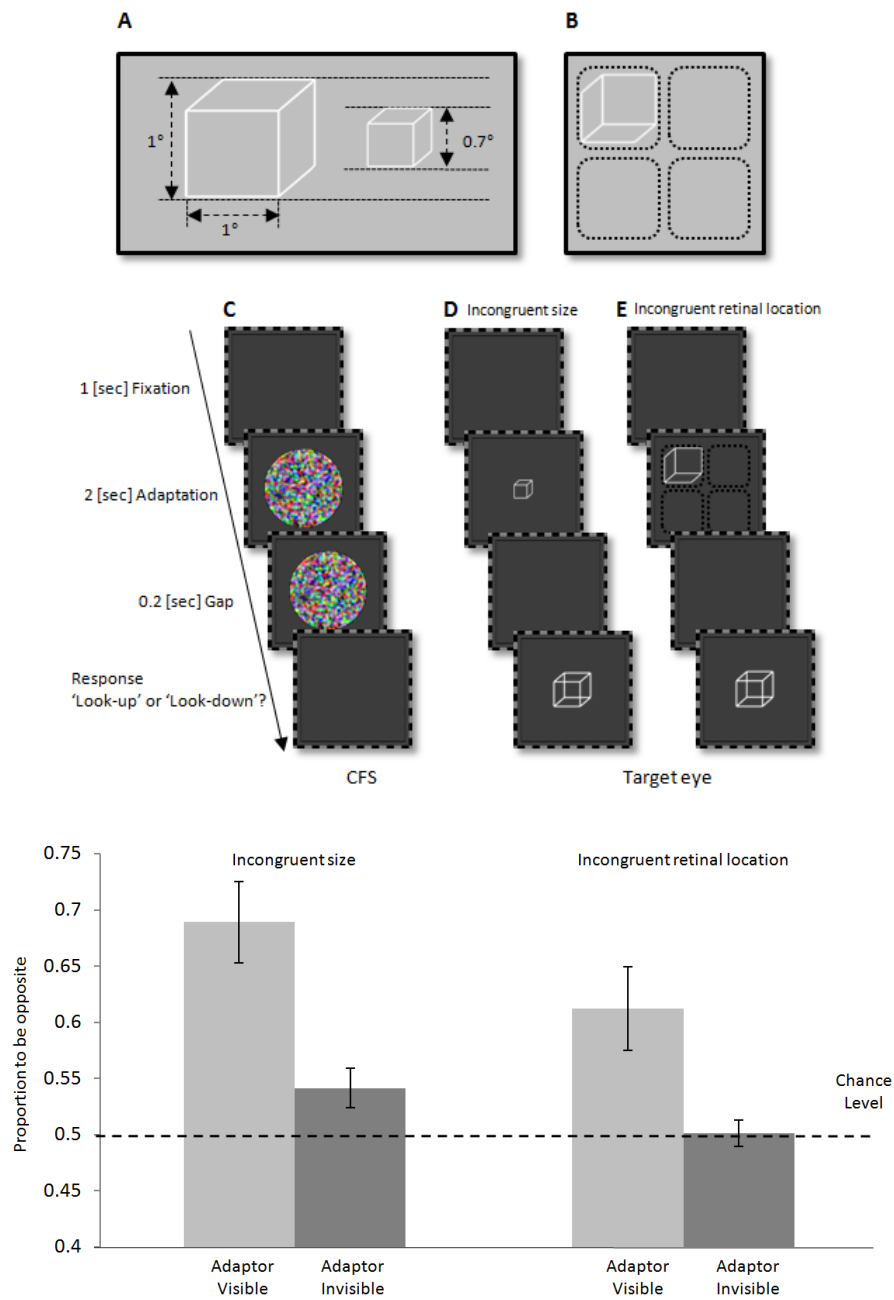 A
B
1°
0.7°
1°
C
D Incongruent size
E Incongruent retinal location
1 [sec] Fixation
2 [sec] Adaptation
0.2 [sec] Gap
Response
‘Look-up’ or ‘Look-down’?
CFS
Target eye
Proportion to be opposite
0.75
0.7
0.65
0.6
0.55
0.5
0.45
0.4
Incongruent size
Incongruent retinal location
Chance
Level
Adaptor
Visible
Adaptor
Invisible
Adaptor
Visible
Adaptor
Invisible